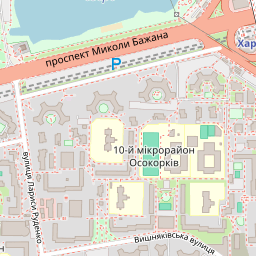 проспект Миколи Бажана
P
Хар
вулиця Лариси Руденко
10-й мікрорайон
Осокорків
Вишняківська вулиця
н